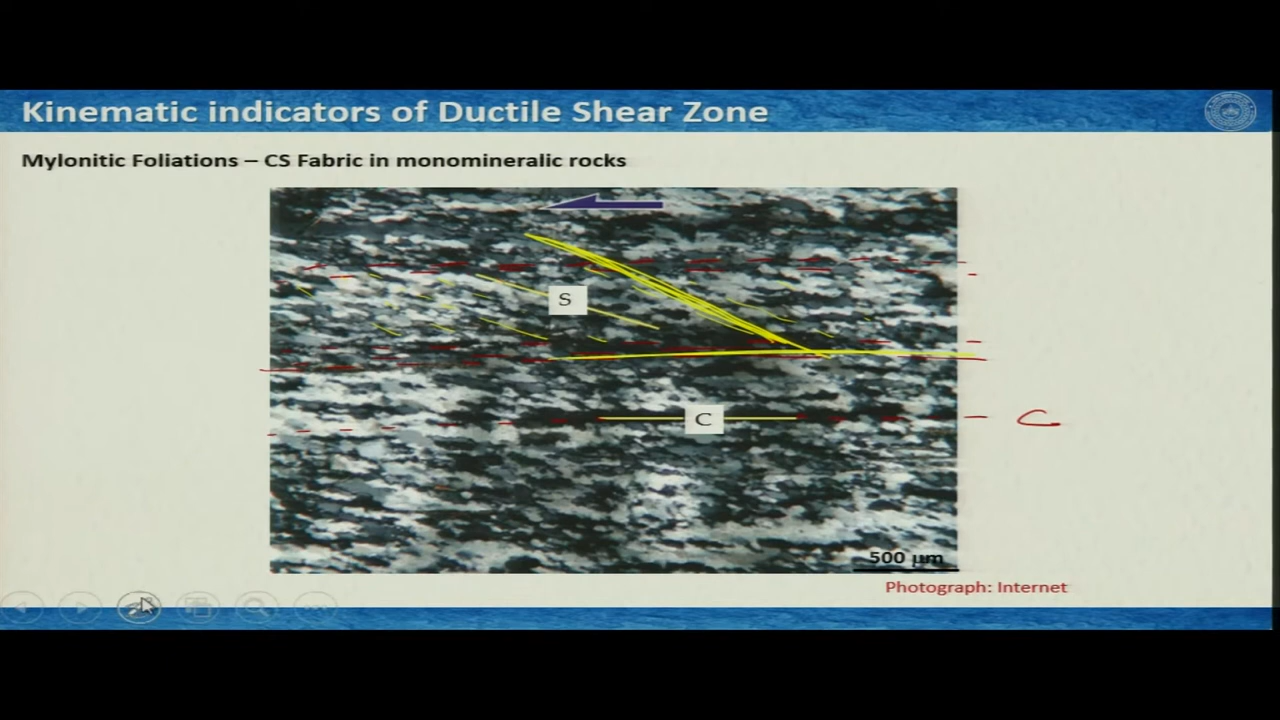 Kinematic indicators of Ductile Shear Zone
Mylonitic Foliations – CS Fabric in monomineralic rocks
S
C
C
500 µm
Photograph: Internet